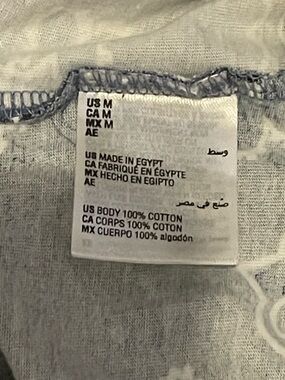 US M
CA M
MX M
AE وسط
US MADE IN EGYPT
CA FABRIQUÉ EN ÉGYPTE
MX HECHO EN EGIPTO
AE صنع في مصر
US BODY 100% COTTON
CA CORPS 100% COTON
MX CUERPO 100% algodón